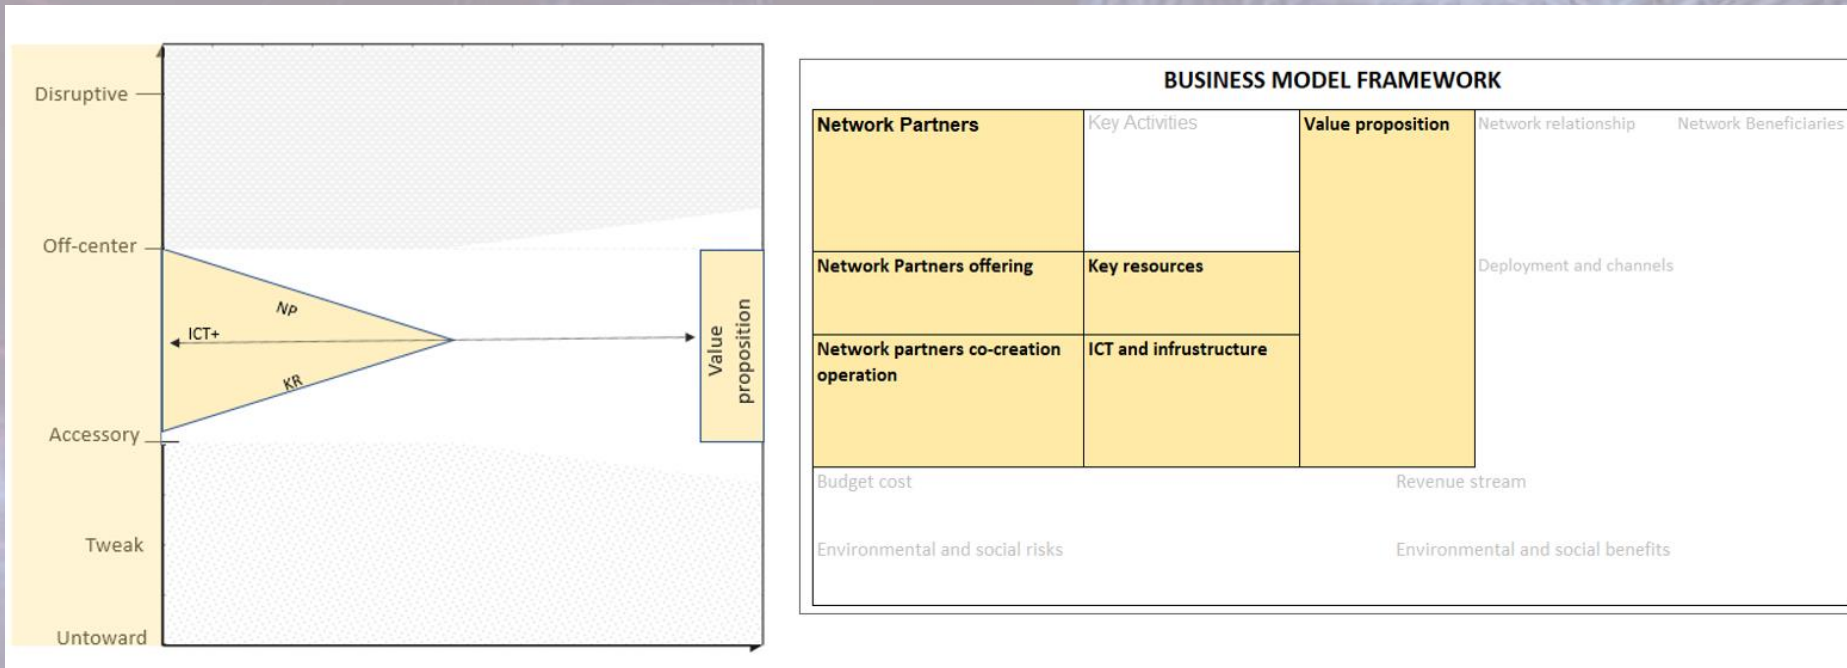 Disruptive
Off-center
Accessory
Tweak
Untoward
NP
ICT+
KR
Value
proposition
BUSINESS MODEL FRAMEWORK
Network Partners
Key Activities
Value proposition
Network relationship
Network Beneficiaries
Network Partners offering
Key resources
Deployment and channels
Network partners co-creation
operation
ICT and infrustructure
Budget cost
Revenue stream
Environmental and social risks
Environmental and social benefits